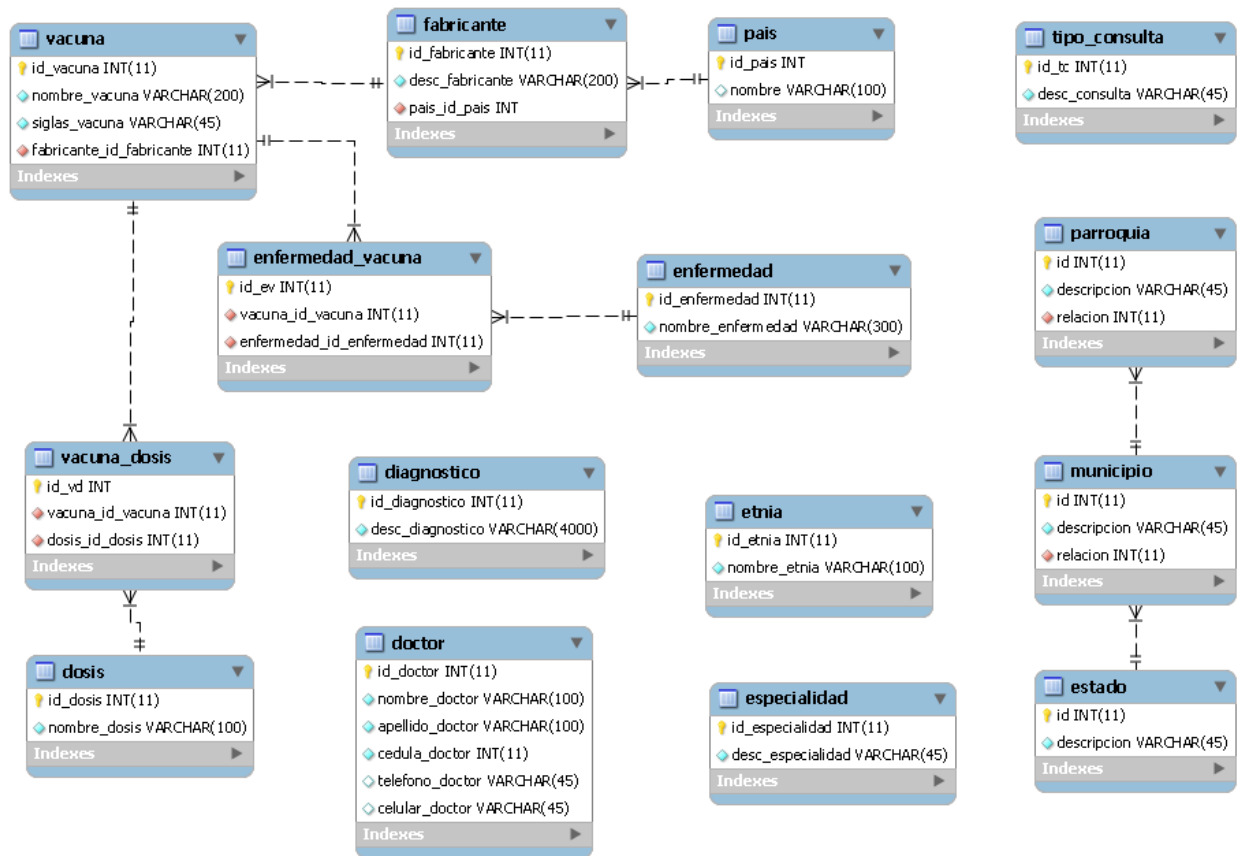 vacuna
id_vacuna INT(11)
nombre_vacuna VARCHAR(200)
siglas_vacuna VARCHAR(45)
fabricante_id_fabricante INT(11)
Indexes
fabricante
id_fabricante INT(11)
desc_fabricante VARCHAR(200)
pais_id_pais INT
Indexes
pais
id_pais INT
nombre VARCHAR(100)
Indexes
tipo_consulta
id_tc INT(11)
desc_consulta VARCHAR(45)
Indexes
enfermedad_vacuna
id_ev INT(11)
vacuna_id_vacuna INT(11)
enfermedad_id_enfermedad INT(11)
Indexes
enfermedad
id_enfermedad INT(11)
nombre_enfermedad VARCHAR(300)
Indexes
parroquia
id INT(11)
descripcion VARCHAR(45)
relacion INT(11)
Indexes
vacuna_dosis
id_vd INT
vacuna_id_vacuna INT(11)
dosis_id_dosis INT(11)
Indexes
diagnostico
id_diagnostico INT(11)
desc_diagnostico VARCHAR(4000)
Indexes
etnia
id_etnia INT(11)
nombre_etnia VARCHAR(100)
Indexes
municipio
id INT(11)
descripcion VARCHAR(45)
relacion INT(11)
Indexes
dosis
id_dosis INT(11)
nombre_dosis VARCHAR(100)
Indexes
doctor
id_doctor INT(11)
nombre_doctor VARCHAR(100)
apellido_doctor VARCHAR(100)
cedula_doctor INT(11)
telefono_doctor VARCHAR(45)
celular_doctor VARCHAR(45)
Indexes
especialidad
id_especialidad INT(11)
desc_especialidad VARCHAR(45)
Indexes
estado
id INT(11)
descripcion VARCHAR(45)
Indexes